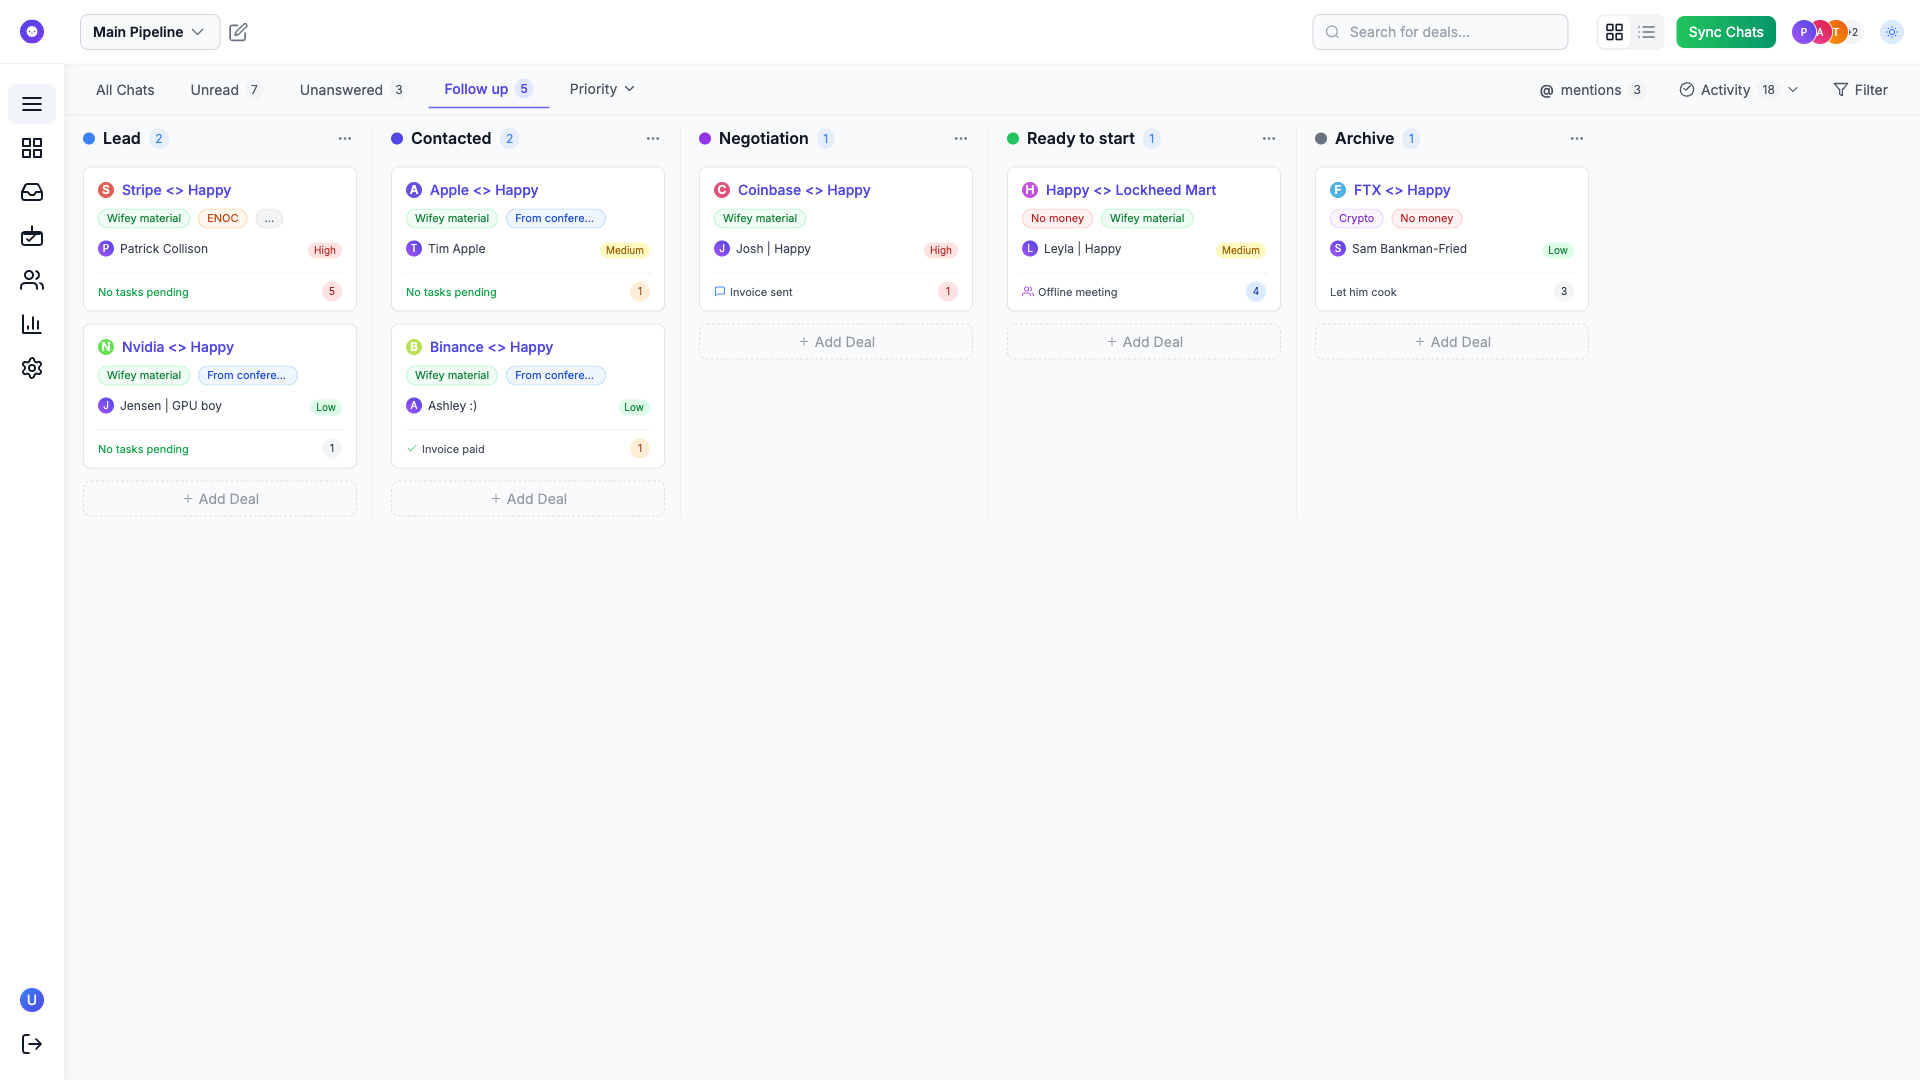 Main Pipeline
Search for deals...
Sync Chats
P A T +2
All Chats
Unread 7
Unanswered 3
Follow up 5
Priority
@ mentions 3
Activity 18
Filter
Lead 2
S Stripe <> Happy
Wifey material ENOC ...
P Patrick Collison High
No tasks pending 5
N Nvidia <> Happy
Wifey material From confere...
J Jensen | GPU boy Low
No tasks pending 1
+ Add Deal
Contacted 2
A Apple <> Happy
Wifey material From confere...
T Tim Apple Medium
No tasks pending 1
B Binance <> Happy
Wifey material From confere...
A Ashley :) Low
Invoice paid 1
+ Add Deal
Negotiation 1
C Coinbase <> Happy
Wifey material
J Josh | Happy High
Invoice sent 1
+ Add Deal
Ready to start 1
H Happy <> Lockheed Mart
No money Wifey material
L Leyla | Happy Medium
Offline meeting 4
+ Add Deal
Archive 1
F FTX <> Happy
Crypto No money
S Sam Bankman-Fried Low
Let him cook 3
+ Add Deal
U